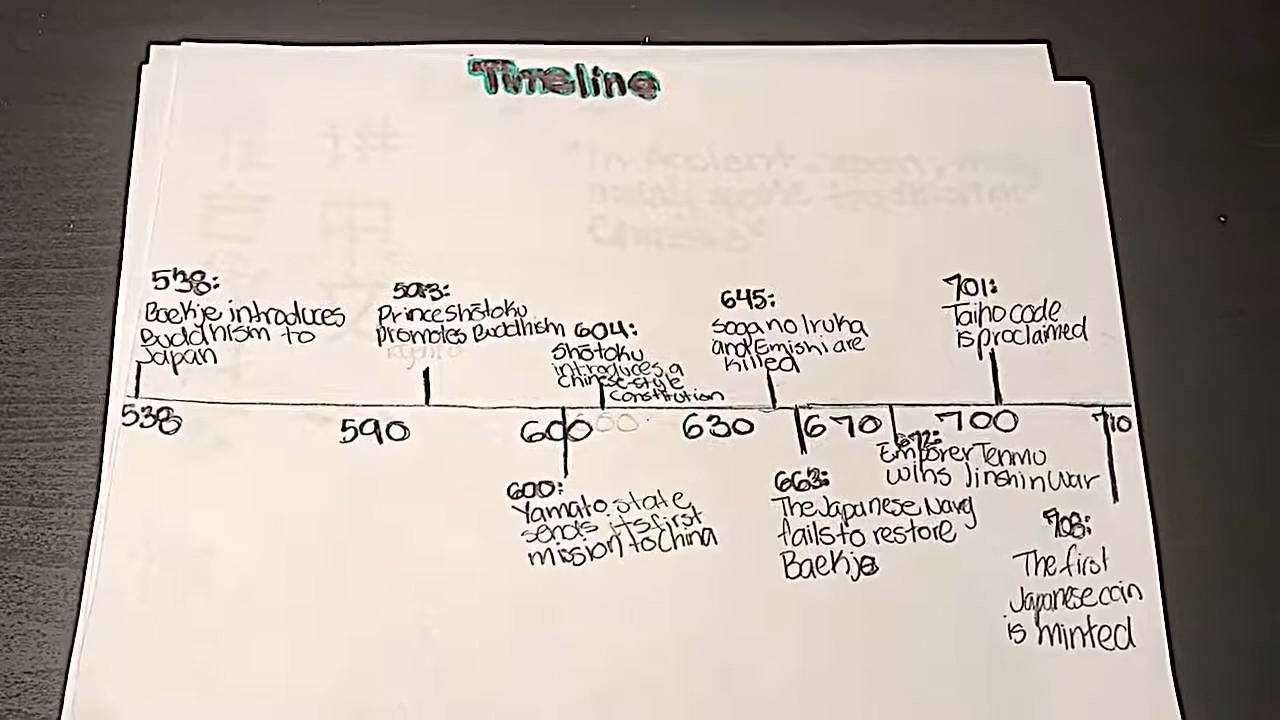 Timeline
538:
Baekje introduces
Buddhism to
Japan
593:
Prince Shōtoku
promotes Buddhism
604:
Shōtoku
introduces a
Chinese-style
Constitution
645:
Soga no Iruka
and Emishi are
killed
701:
Taiho code
is proclaimed
538 590 600 630 670 700 710
600:
Yamato state
sends its first
mission to China
663:
The Japanese Navy
fails to restore
Baekje
672:
Emporer Tenmu
wins Jinshin War
708:
The first
Japanese coin
is minted